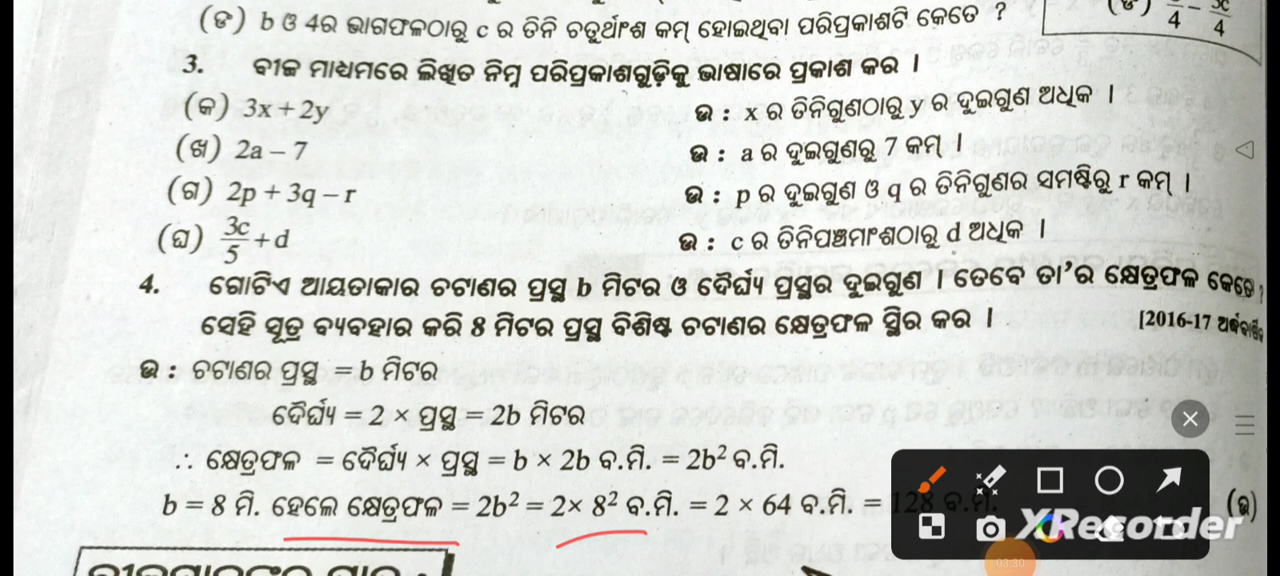 (ଙ) b ଓ 4ର ଭାଗଫଳଠାରୁ c ର ତିନି ଚତୁର୍ଥାଂଶ କମ୍ ହୋଇଥିବା ପରିପ୍ରକାଶଟି କେତେ ?
3. ବୀଜ ମାଧ୍ୟମରେ ଲିଖିତ ନିମ୍ନ ପରିପ୍ରକାଶଗୁଡ଼ିକୁ ଭାଷାରେ ପ୍ରକାଶ କର ।
(କ) 3x + 2y ଉ : x ର ତିନିଗୁଣଠାରୁ y ର ଦୁଇଗୁଣ ଅଧିକ ।
(ଖ) 2a – 7 ଉ : a ର ଦୁଇଗୁଣରୁ 7 କମ୍ ।
(ଗ) 2p + 3q – r ଉ : p ର ଦୁଇଗୁଣ ଓ q ର ତିନିଗୁଣର ସମଷ୍ଟିରୁ r କମ୍ ।
(ଘ) 3c/5 + d ଉ : c ର ତିନିପଞ୍ଚମାଂଶଠାରୁ d ଅଧିକ ।
4. ଗୋଟିଏ ଆୟତାକାର ଚଟାଣର ପ୍ରସ୍ଥ b ମିଟର ଓ ଦୈର୍ଘ୍ୟ ପ୍ରସ୍ଥର ଦୁଇଗୁଣ । ତେବେ ତା'ର କ୍ଷେତ୍ରଫଳ କେତେ ?
ସେହି ସୂତ୍ର ବ୍ୟବହାର କରି 8 ମିଟର ପ୍ରସ୍ଥ ବିଶିଷ୍ଟ ଚଟାଣର କ୍ଷେତ୍ରଫଳ ସ୍ଥିର କର । [2016-17
ଉ : ଚଟାଣର ପ୍ରସ୍ଥ = b ମିଟର
ଦୈର୍ଘ୍ୟ = 2 × ପ୍ରସ୍ଥ = 2b ମିଟର
∴ କ୍ଷେତ୍ରଫଳ = ଦୈର୍ଘ୍ୟ × ପ୍ରସ୍ଥ = b × 2b ବ.ମି. = 2b² ବ.ମି.
b = 8 ମି. ହେଲେ କ୍ଷେତ୍ରଫଳ = 2b² = 2× 8² ବ.ମି. = 2 × 64 ବ.ମି. = 128 ବ.ମି.
XRecorder
03:30